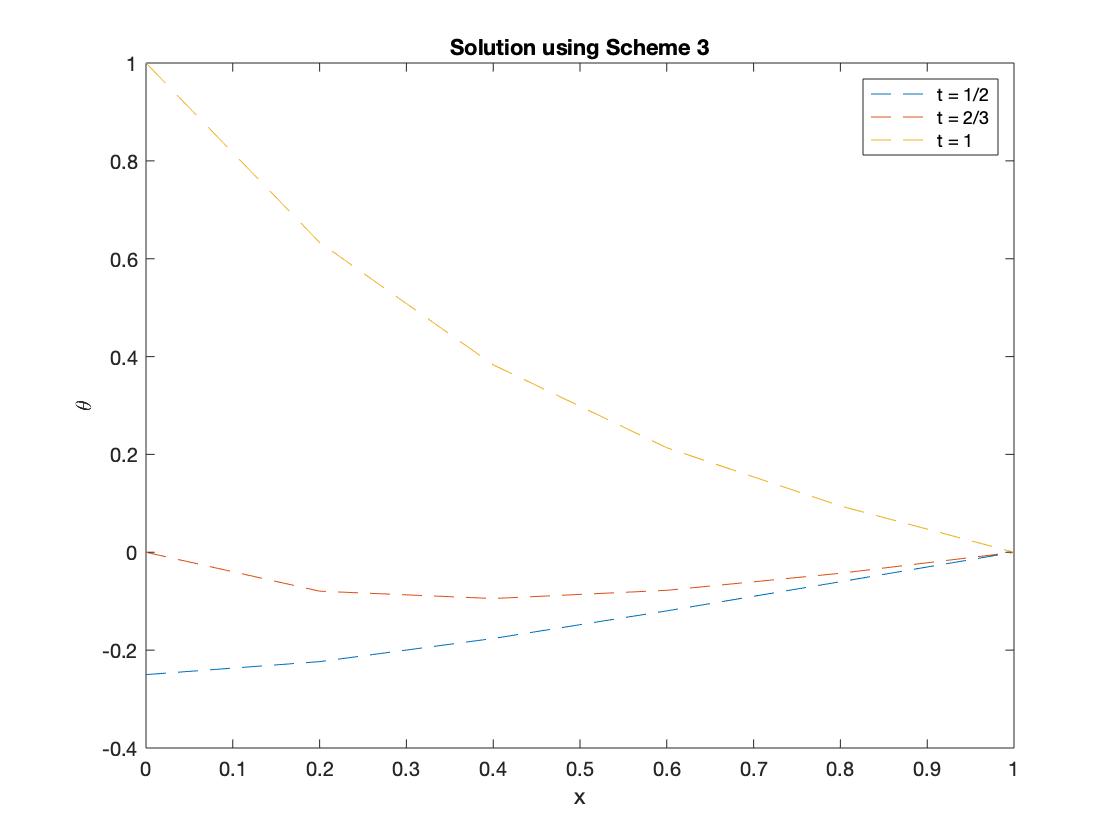 Solution using Scheme 3
t = 1/2
t = 2/3
t = 1
1
0.8
0.6
0.4
0.2
0
-0.2
-0.4
θ
0 0.1 0.2 0.3 0.4 0.5 0.6 0.7 0.8 0.9 1
x